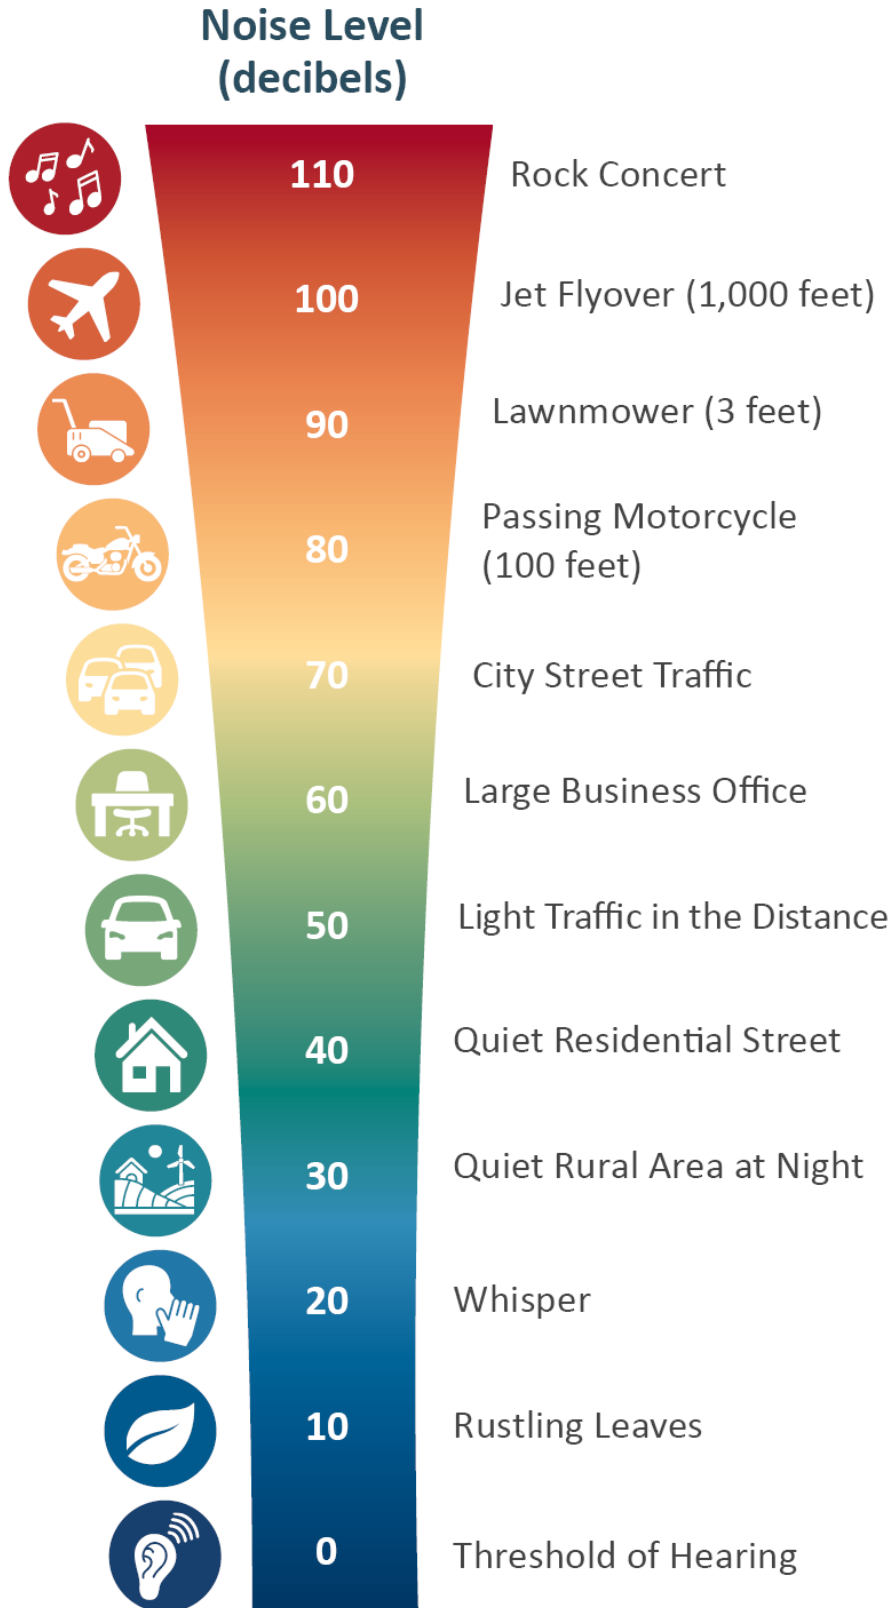 Noise Level
(decibels)
110 Rock Concert
100 Jet Flyover (1,000 feet)
90 Lawnmower (3 feet)
80 Passing Motorcycle
(100 feet)
70 City Street Traffic
60 Large Business Office
50 Light Traffic in the Distance
40 Quiet Residential Street
30 Quiet Rural Area at Night
20 Whisper
10 Rustling Leaves
0 Threshold of Hearing